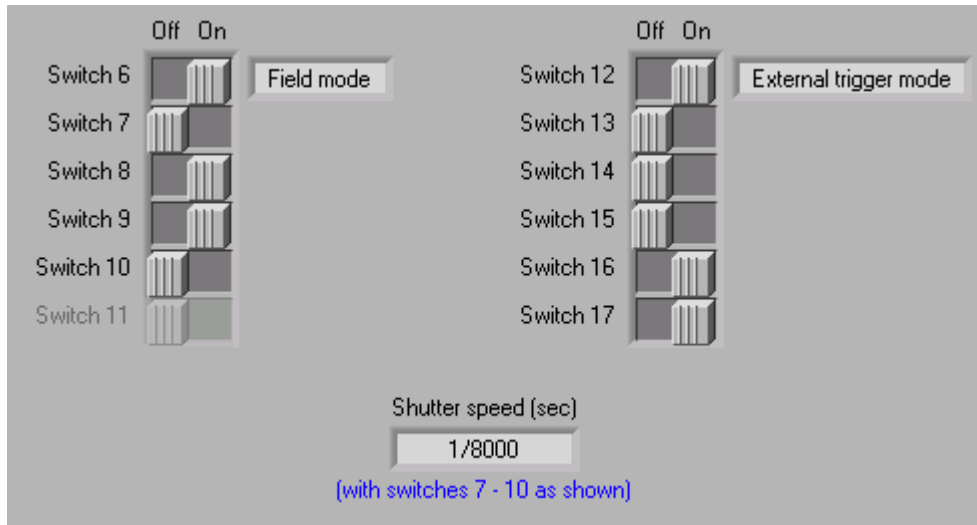 Off On
Switch 6 Field mode
Switch 7
Switch 8
Switch 9
Switch 10
Switch 11
Off On
Switch 12 External trigger mode
Switch 13
Switch 14
Switch 15
Switch 16
Switch 17
Shutter speed (sec)
1/8000
(with switches 7 - 10 as shown)